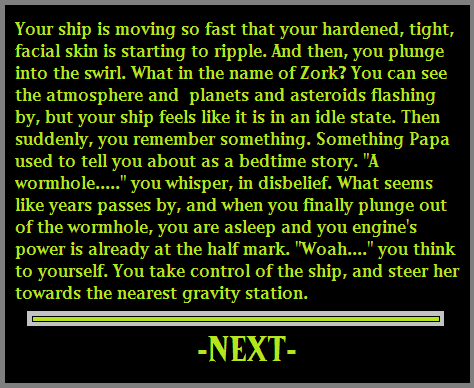 Your ship is moving so fast that your hardened, tight,
facial skin is starting to ripple. And then, you plunge
into the swirl. What in the name of Zork? You can see
the atmosphere and  planets and asteroids flashing
by, but your ship feels like it is in an idle state. Then
suddenly, you remember something. Something Papa
used to tell you about as a bedtime story. "A
wormhole....." you whisper, in disbelief. What seems
like years passes by, and when you finally plunge out
of the wormhole, you are asleep and you engine's
power is already at the half mark. "Woah...." you think
to yourself. You take control of the ship, and steer her
towards the nearest gravity station.
-NEXT-